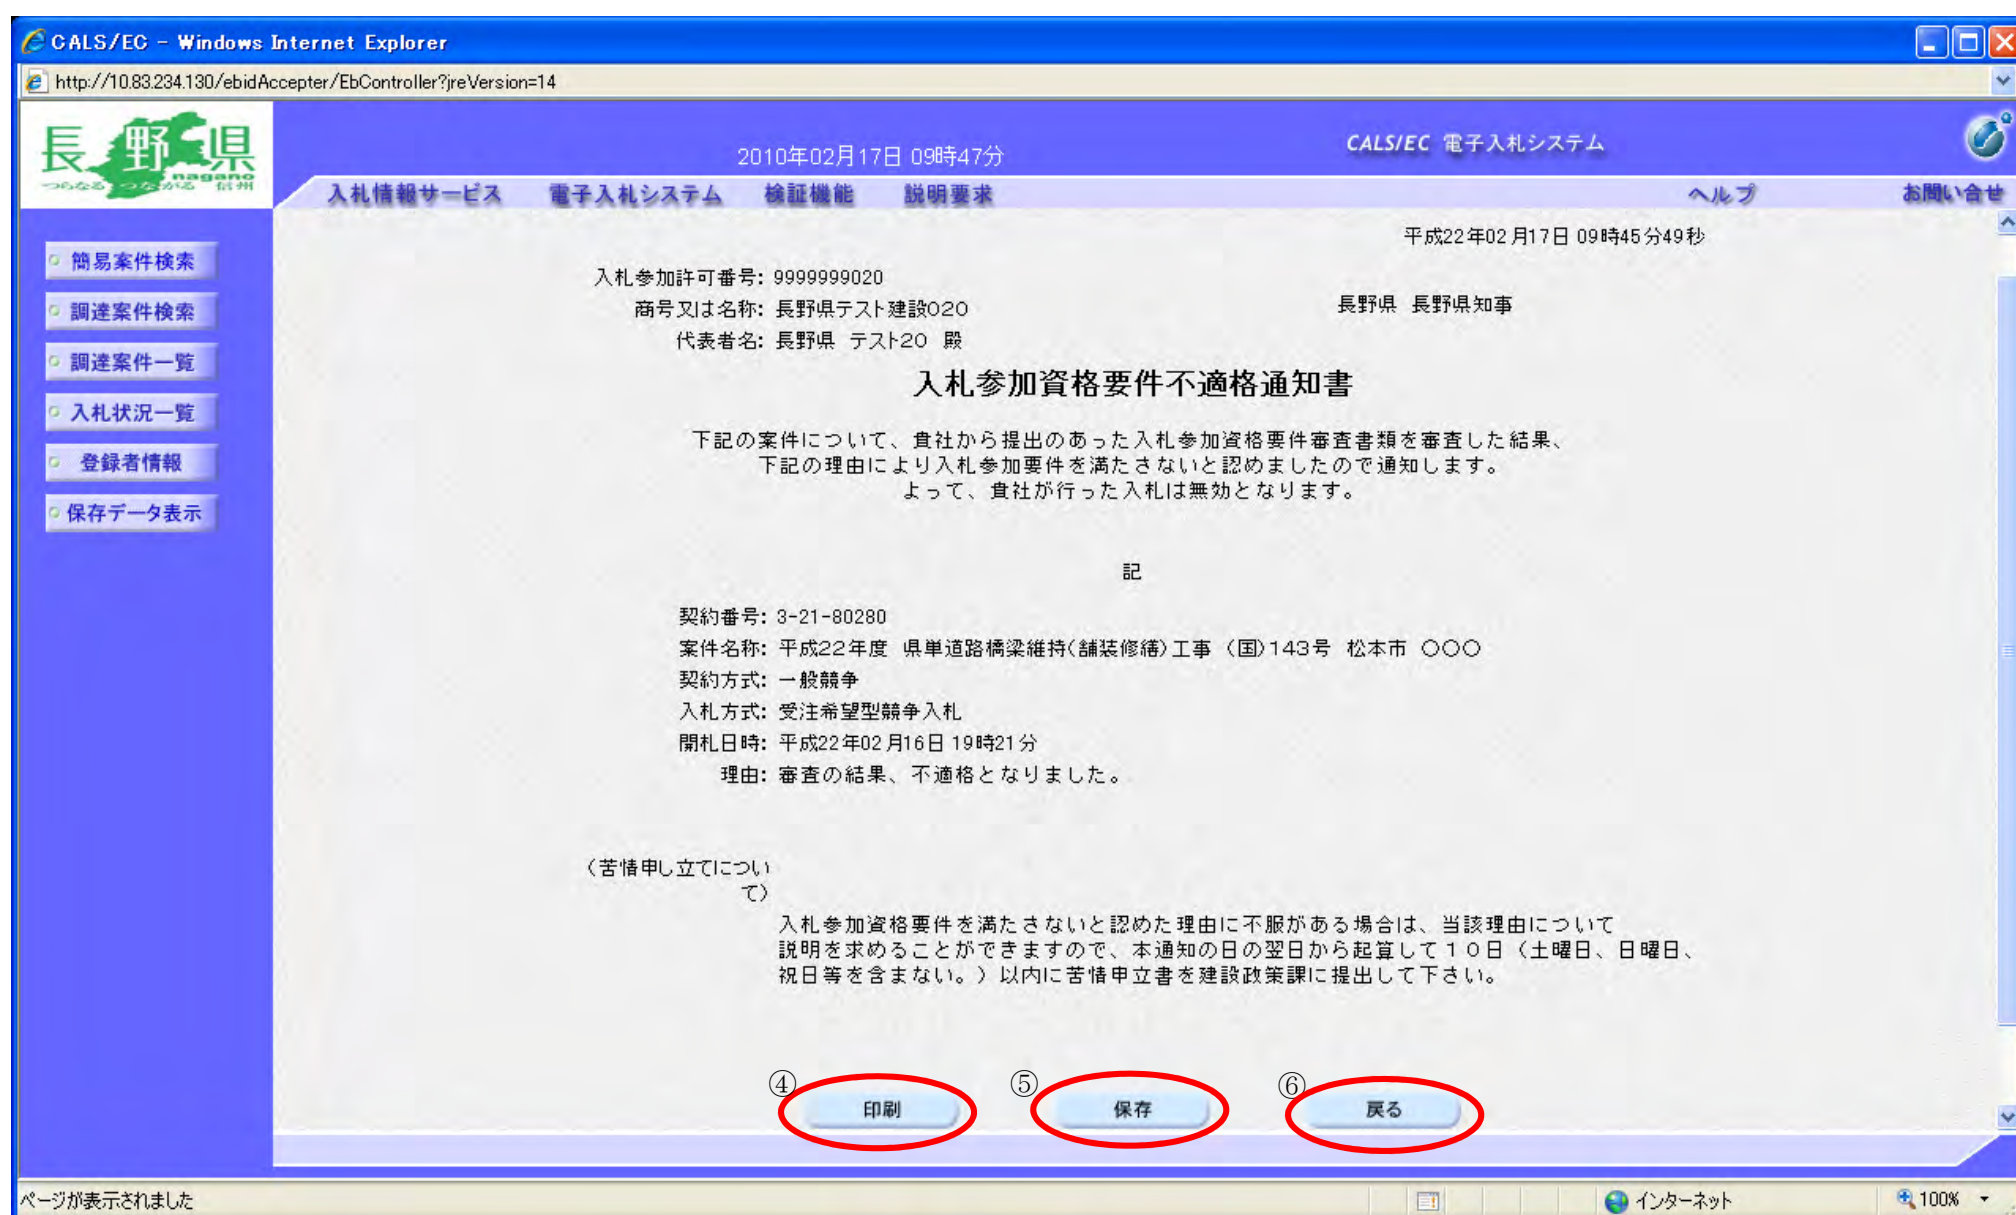 CALS/EC - Windows Internet Explorer
http://10.83.234.130/ebidAccepter/EbController?jreVersion=14
長野県
nagano
つらなる つながる 信州
2010年02月17日 09時47分
CALS/EC 電子入札システム
入札情報サービス 電子入札システム 検証機能 説明要求 ヘルプ お問い合せ
簡易案件検索
調達案件検索
調達案件一覧
入札状況一覧
登録者情報
保存データ表示
平成22年02月17日 09時45分49秒
入札参加許可番号: 9999999020
商号又は名称: 長野県テスト建設020
長野県 長野県知事
代表者名: 長野県 テスト20 殿
入札参加資格要件不適格通知書
下記の案件について、貴社から提出のあった入札参加資格要件審査書類を審査した結果、
下記の理由により入札参加要件を満たさないと認めましたので通知します。
よって、貴社が行った入札は無効となります。
記
契約番号: 3-21-80280
案件名称: 平成22年度 県単道路橋梁維持(舗装修繕)工事 (国)143号 松本市 〇〇〇
契約方式: 一般競争
入札方式: 受注希望型競争入札
開札日時: 平成22年02月16日 19時21分
理由: 審査の結果、不適格となりました。
(苦情申し立てについ
て)
入札参加資格要件を満たさないと認めた理由に不服がある場合は、当該理由について
説明を求めることができますので、本通知の日の翌日から起算して10日(土曜日、日曜日、
祝日等を含まない。)以内に苦情申立書を建設政策課に提出して下さい。
④ 印刷 ⑤ 保存 ⑥ 戻る
ページが表示されました インターネット 100%